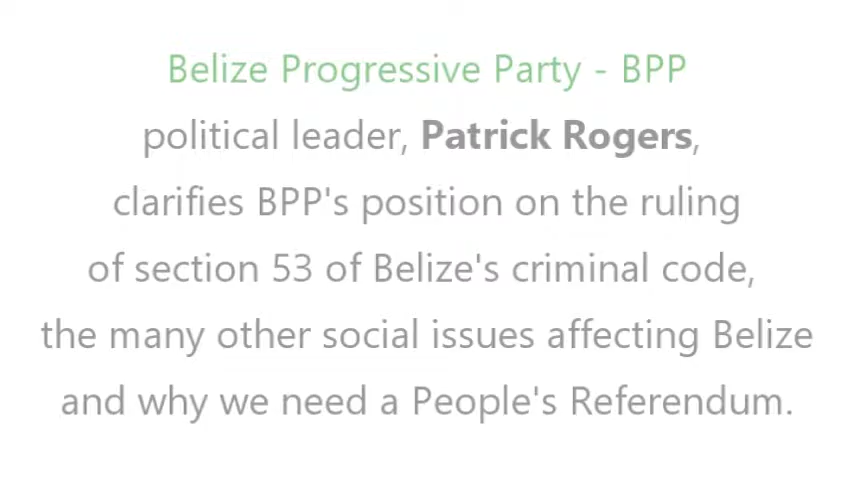 Belize Progressive Party - BPP
political leader, Patrick Rogers,
clarifies BPP's position on the ruling
of section 53 of Belize's criminal code,
the many other social issues affecting Belize
and why we need a People's Referendum.